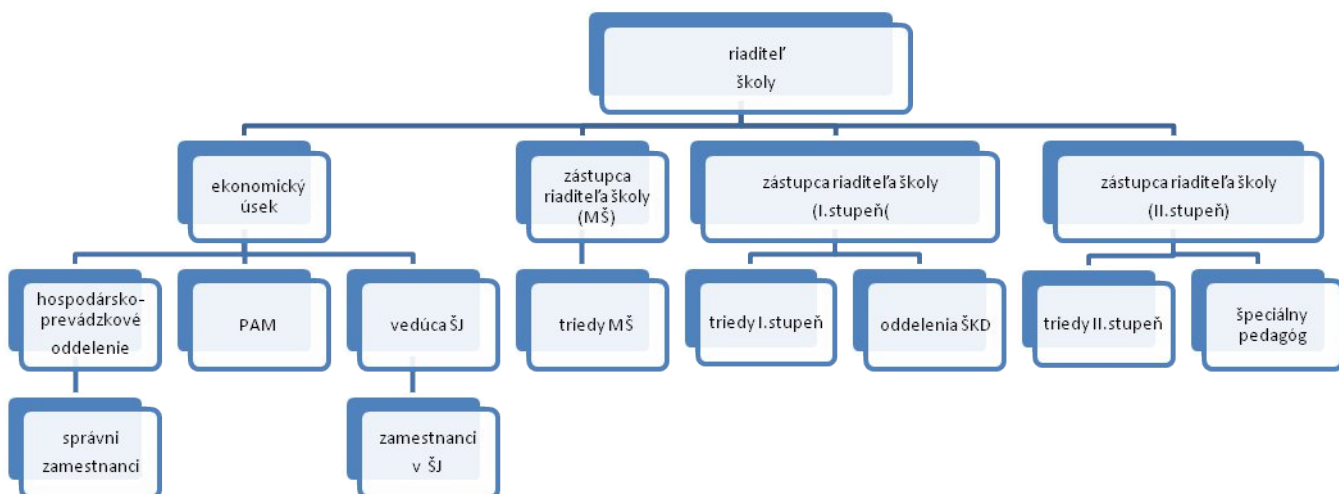 riaditeľ
školy
ekonomický
úsek
zástupca
riaditeľa školy
(MŠ)
zástupca riaditeľa školy
(I.stupeň(
zástupca riaditeľa školy
(II.stupeň)
hospodársko-
prevádzkové
oddelenie
PAM
vedúca ŠJ
triedy MŠ
triedy I.stupeň
oddelenia ŠKD
triedy II.stupeň
špeciálny
pedagóg
správni
zamestnanci
zamestnanci
v ŠJ